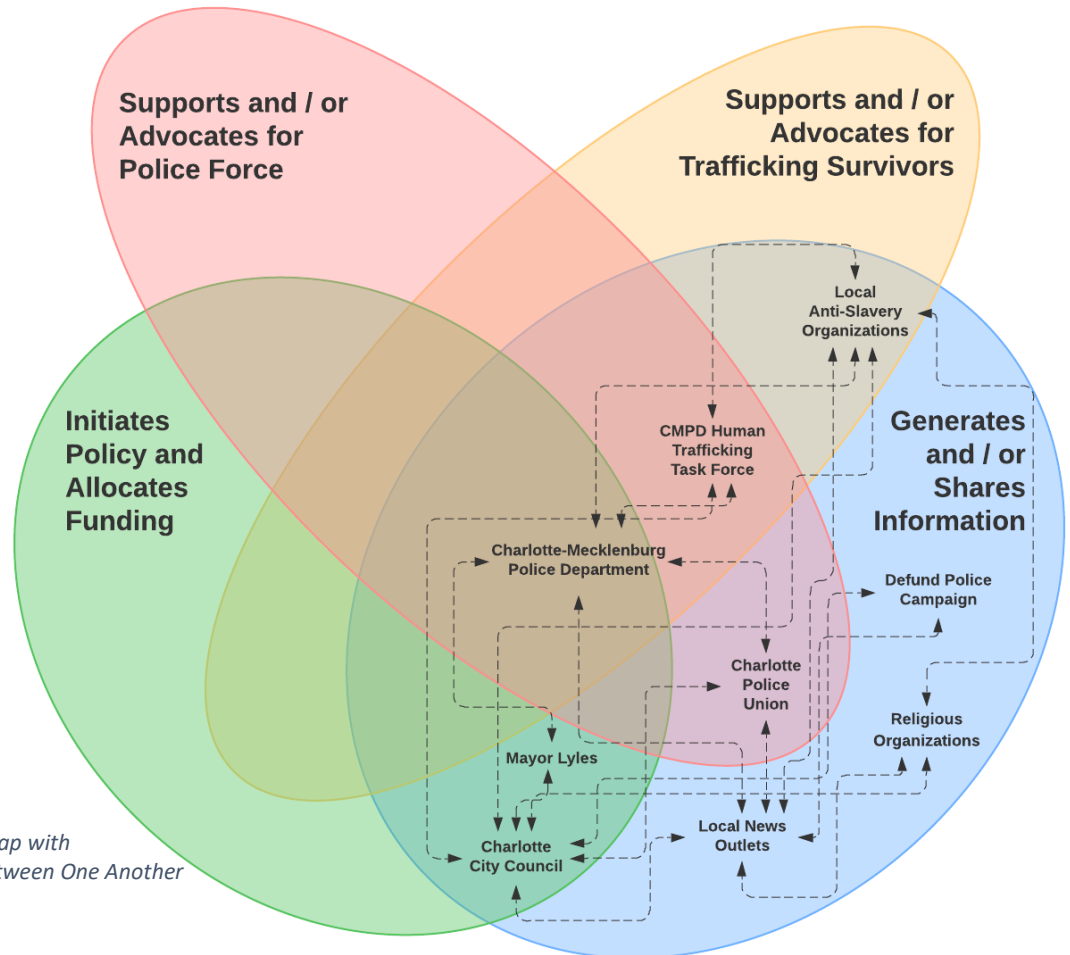 Supports and / or
Advocates for
Police Force
Supports and / or
Advocates for
Trafficking Survivors
Initiates
Policy and
Allocates
Funding
Generates
and / or
Shares
Information
Local
Anti-Slavery
Organizations
CMPD Human
Trafficking
Task Force
Charlotte-Mecklenburg
Police Department
Defund Police
Campaign
Charlotte
Police
Union
Religious
Organizations
Mayor Lyles
Local News
Outlets
Charlotte
City Council
ap with
tween One Another